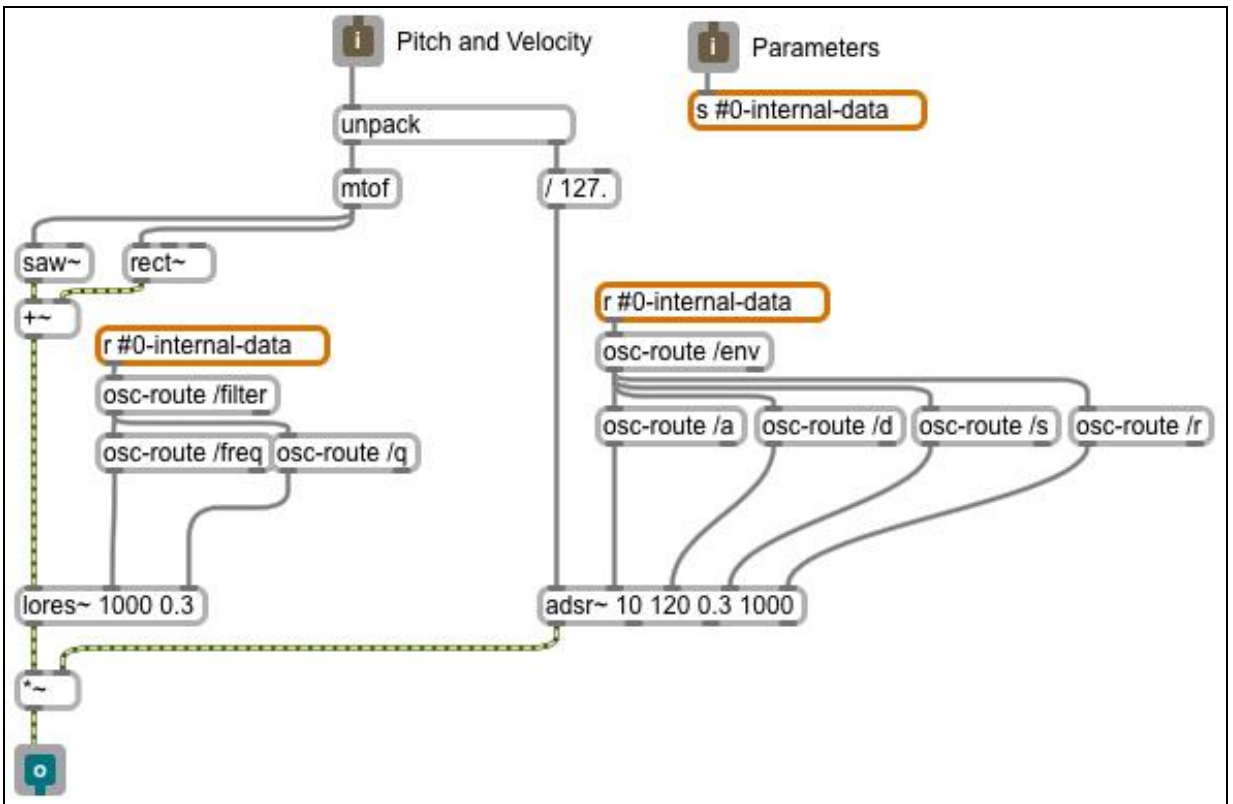 i
Pitch and Velocity
i
Parameters
unpack
s #0-internal-data
mtof
/ 127.
saw~
rect~
+~
r #0-internal-data
osc-route /filter
osc-route /freq
osc-route /q
r #0-internal-data
osc-route /env
osc-route /a
osc-route /d
osc-route /s
osc-route /r
lores~ 1000 0.3
adsr~ 10 120 0.3 1000
*~
o